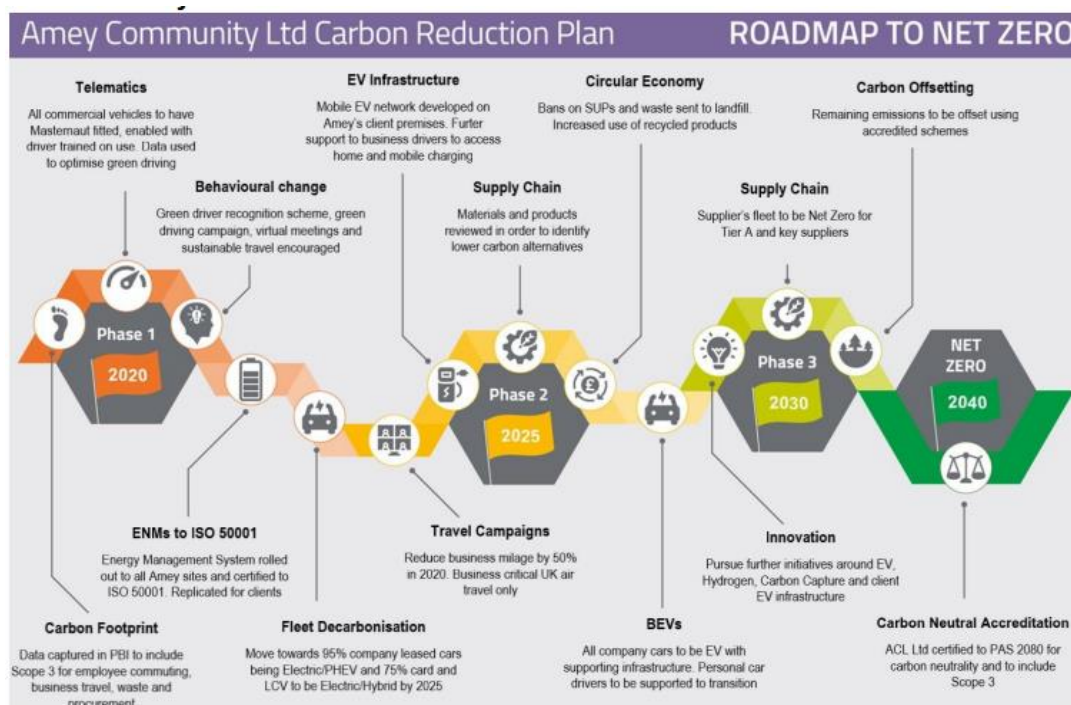 Amey Community Ltd Carbon Reduction Plan
ROADMAP TO NET ZERO
Telematics
All commercial vehicles to have
Masternaut fitted, enabled with
driver trained on use. Data used
to optimise green driving
EV Infrastructure
Mobile EV network developed on
Amey's client premises. Furter
support to business drivers to access
home and mobile charging
Circular Economy
Bans on SUPs and waste sent to landfill.
Increased use of recycled products
Carbon Offsetting
Remaining emissions to be offset using
accredited schemes
Behavioural change
Green driver recognition scheme, green
driving campaign, virtual meetings and
sustainable travel encouraged
Supply Chain
Materials and products
reviewed in order to identify
lower carbon alternatives
Supply Chain
Supplier's fleet to be Net Zero for
Tier A and key suppliers
Phase 1
2020
Phase 2
2025
Phase 3
2030
NET
ZERO
2040
ENMs to ISO 50001
Energy Management System rolled
out to all Amey sites and certified to
ISO 50001. Replicated for clients
Travel Campaigns
Reduce business milage by 50%
in 2020. Business critical UK air
travel only
Innovation
Pursue further initiatives around EV,
Hydrogen, Carbon Capture and client
EV infrastructure
Carbon Footprint
Data captured in PBI to include
Scope 3 for employee commuting,
business travel, waste and
procurement
Fleet Decarbonisation
Move towards 95% company leased cars
being Electric/PHEV and 75% card and
LCV to be Electric/Hybrid by 2025
BEVs
All company cars to be EV with
supporting infrastructure. Personal car
drivers to be supported to transition
Carbon Neutral Accreditation
ACL Ltd certified to PAS 2080 for
carbon neutrality and to include
Scope 3